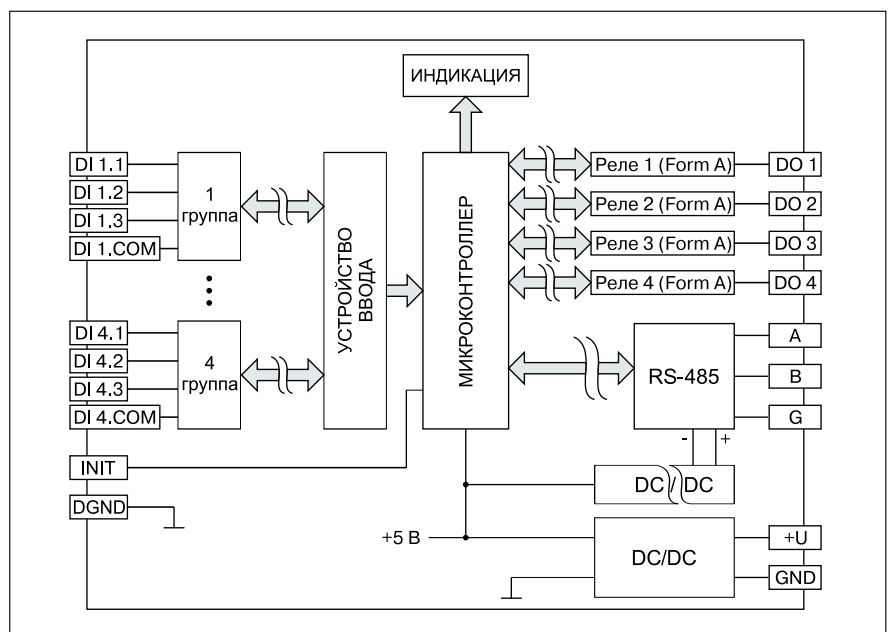 ИНДИКАЦИЯ
DI 1.1
DI 1.2
DI 1.3
DI 1.COM
1
группа
DI 4.1
DI 4.2
DI 4.3
DI 4.COM
4
группа
INIT
DGND
УСТРОЙСТВО
ВВОДА
МИКРОКОНТРОЛЛЕР
Реле 1 (Form A)
DO 1
Реле 2 (Form A)
DO 2
Реле 3 (Form A)
DO 3
Реле 4 (Form A)
DO 4
RS-485
A
B
G
- +
DC / DC
+5 В
DC/DC
+U
GND